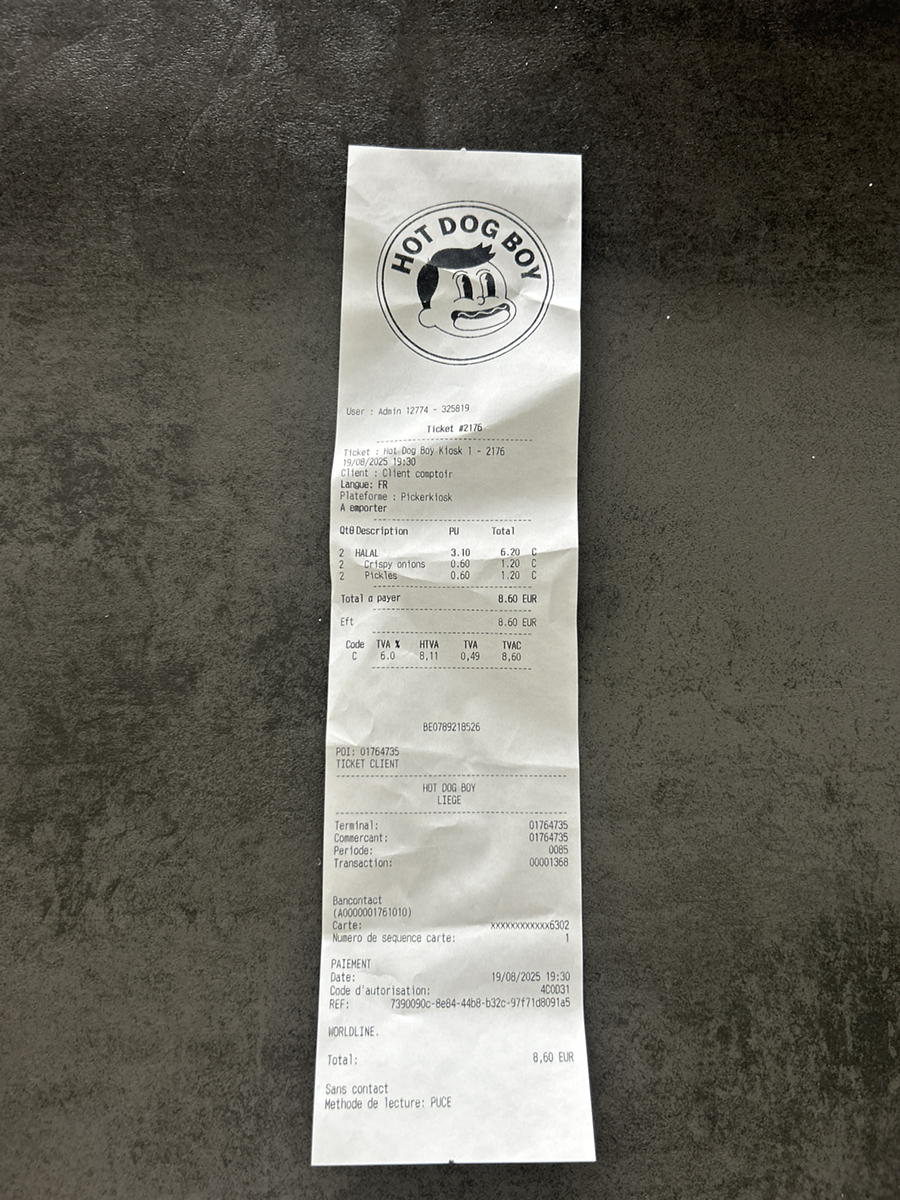 HOT DOG BOY
User : Admin 12774 - 325819
Ticket #2176
Ticket : Hot Dog Boy Kiosk 1 - 2176
19/08/2025 19:30
Client : Client comptoir
Langue: FR
Plateforme : Pickerkiosk
A emporter
Qtθ Description PU Total
2 HALAL 3.10 6.20 C
2 Crispy onions 0.60 1.20 C
2 Pickles 0.60 1.20 C
Total a payer 8.60 EUR
Eft 8.60 EUR
Code TVA % HTVA TVA TVAC
C 6.0 8,11 0,49 8,60
BE0789218526
POI: 01764735
TICKET CLIENT
HOT DOG BOY
LIEGE
Terminal: 01764735
Commercant: 01764735
Periode: 0085
Transaction: 00001368
Bancontact
(A0000001761010)
Carte: xxxxxxxxxxxx6302
Numero de sequence carte: 1
PAIEMENT
Date: 19/08/2025 19:30
Code d'autorisation: 4C0D31
REF: 7390090c-8e84-44b8-b32c-97f71d8091a5
WORLDLINE.
Total: 8,60 EUR
Sans contact
Methode de lecture: PUCE